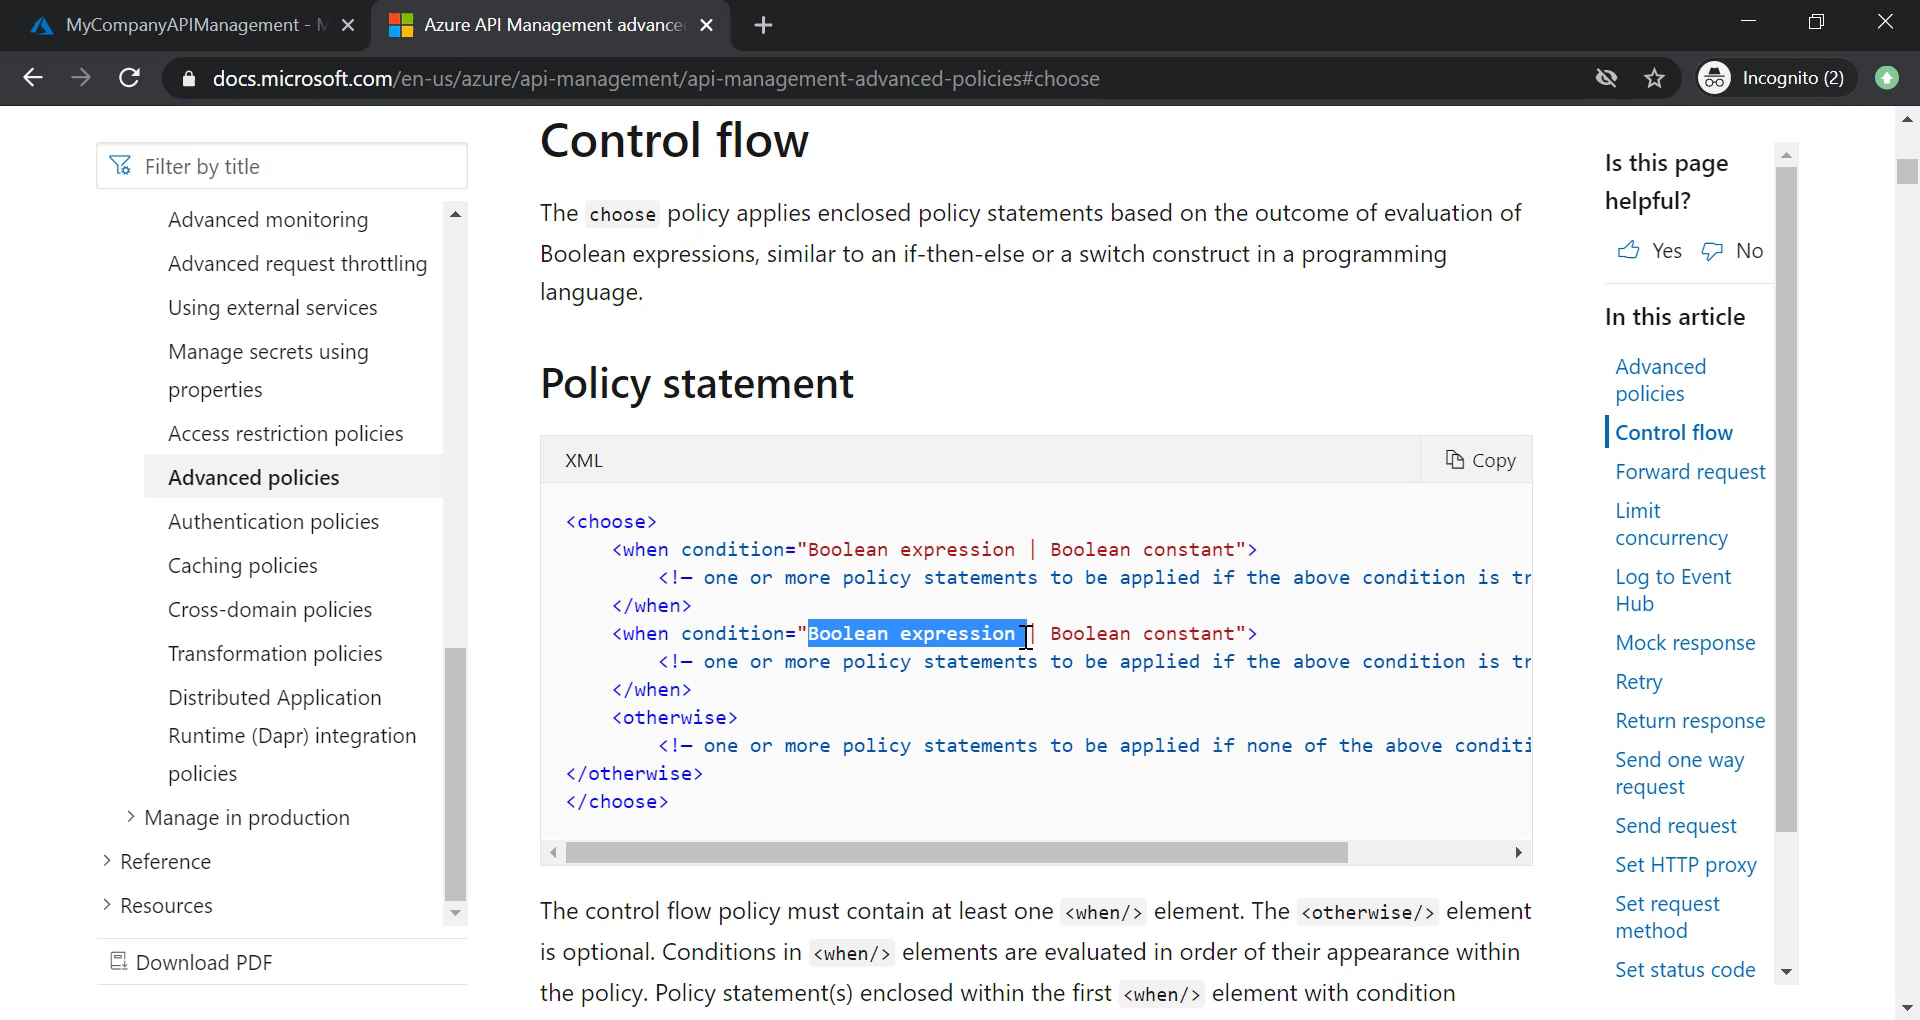 MyCompanyAPIManagement -
Azure API Management advance
docs.microsoft.com/en-us/azure/api-management/api-management-advanced-policies#choose
Incognito (2)
Filter by title
Advanced monitoring
Advanced request throttling
Using external services
Manage secrets using
properties
Access restriction policies
Advanced policies
Authentication policies
Caching policies
Cross-domain policies
Transformation policies
Distributed Application
Runtime (Dapr) integration
policies
> Manage in production
> Reference
> Resources
Download PDF
Control flow
The choose policy applies enclosed policy statements based on the outcome of evaluation of
Boolean expressions, similar to an if-then-else or a switch construct in a programming
language.
Policy statement
XML
Copy
<choose>
<when condition="Boolean expression | Boolean constant">
<!— one or more policy statements to be applied if the above condition is tr
</when>
<when condition="Boolean expression | Boolean constant">
<!— one or more policy statements to be applied if the above condition is tr
</when>
<otherwise>
<!— one or more policy statements to be applied if none of the above conditi
</otherwise>
</choose>
The control flow policy must contain at least one <when/> element. The <otherwise/> element
is optional. Conditions in <when/> elements are evaluated in order of their appearance within
the policy. Policy statement(s) enclosed within the first <when/> element with condition
Is this page
helpful?
Yes No
In this article
Advanced
policies
Control flow
Forward request
Limit
concurrency
Log to Event
Hub
Mock response
Retry
Return response
Send one way
request
Send request
Set HTTP proxy
Set request
method
Set status code